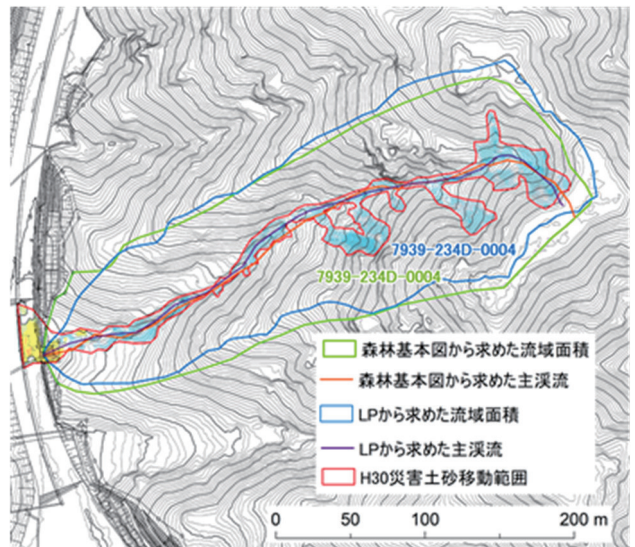 7939-234D-0004
7939-234D-0004
森林基本図から求めた流域面積
森林基本図から求めた主渓流
LPから求めた流域面積
LPから求めた主渓流
H30災害土砂移動範囲
0 50 100 200 m